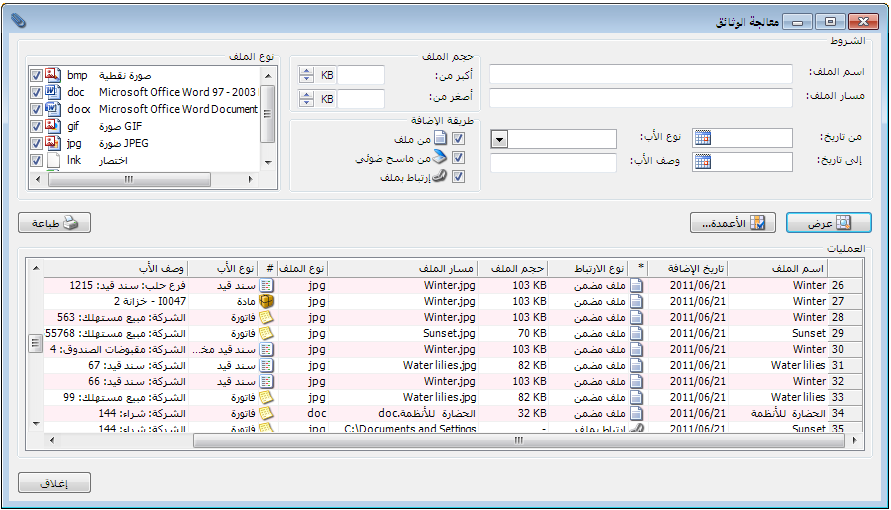 معالجة الوثائق
الشروط
اسم الملف:
مسار الملف:
من تاريخ:
إلى تاريخ:
نوع الأب:
وصف الأب:
حجم الملف
أكبر من: KB
أصغر من: KB
طريقة الإضافة
من ملف
من ماسح ضوئي
إرتباط بملف
نوع الملف
bmp صورة نقطية
doc Microsoft Office Word 97 - 2003
docx Microsoft Office Word Document
gif صورة GIF
jpg صورة JPEG
lnk اختصار
عرض
الأعمدة...
طباعة
العمليات
اسم الملف تاريخ الإضافة * نوع الارتباط حجم الملف مسار الملف نوع الملف # نوع الأب وصف الأب
26 Winter 2011/06/21 ملف مضمن 103 KB Winter.jpg jpg سند قيد فرع حلب: سند قيد: 1215
27 Winter 2011/06/21 ملف مضمن 103 KB Winter.jpg jpg مادة I0047 - خزانة 2
28 Winter 2011/06/21 ملف مضمن 103 KB Winter.jpg jpg فاتورة الشركة: مبيع مستهلك: 563
29 Sunset 2011/06/21 ملف مضمن 70 KB Sunset.jpg jpg فاتورة الشركة: مبيع مستهلك: 55768
30 Winter 2011/06/21 ملف مضمن 103 KB Winter.jpg jpg سند قيد مخ... الشركة: مقبوضات الصندوق: 4
31 Water lilies 2011/06/21 ملف مضمن 82 KB Water lilies.jpg jpg سند قيد الشركة: سند قيد: 67
32 Winter 2011/06/21 ملف مضمن 103 KB Winter.jpg jpg سند قيد الشركة: سند قيد: 66
33 Water lilies 2011/06/21 ملف مضمن 82 KB Water lilies.jpg jpg فاتورة الشركة: مبيع مستهلك: 99
34 الحضارة للأنظمة 2011/06/21 ملف مضمن 32 KB الحضارة للأنظمة.doc doc فاتورة الشركة: شراء: 144
35 Sunset 2011/06/21 ارتباط بملف - C:\Documents and Settings jpg فاتورة الشركة: شراء: 144
إغلاق